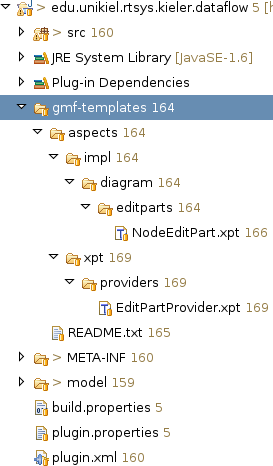 > edu.unikiel.rtsys.kieler.dataflow 5 [h
> src 160
JRE System Library [JavaSE-1.6]
Plug-in Dependencies
gmf-templates 164
aspects 164
impl 164
diagram 164
editparts 164
NodeEditPart.xpt 166
xpt 169
providers 169
EditPartProvider.xpt 169
README.txt 165
> META-INF 160
> model 159
build.properties 5
plugin.properties 5
plugin.xml 160